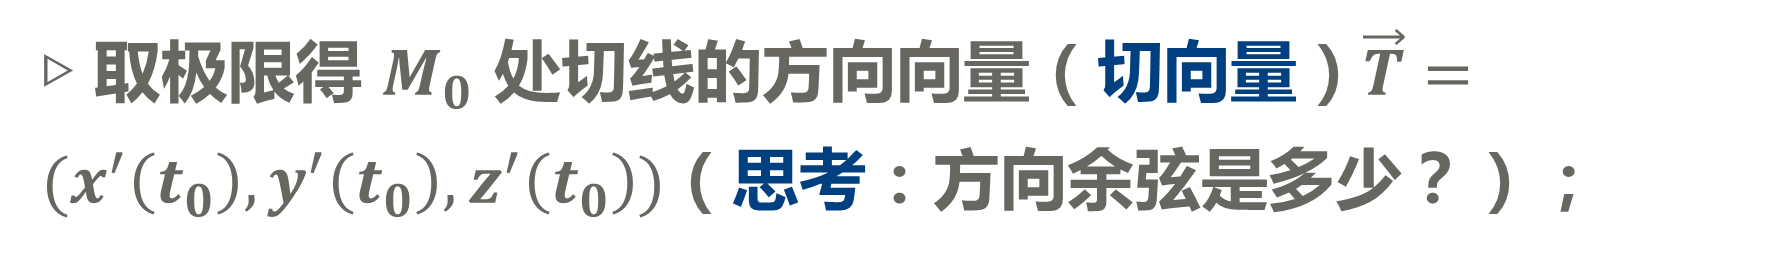 ▷ 取极限得 M₀ 处切线的方向向量（切向量）T⃗ =
(x′(t₀), y′(t₀), z′(t₀))（思考：方向余弦是多少？）；